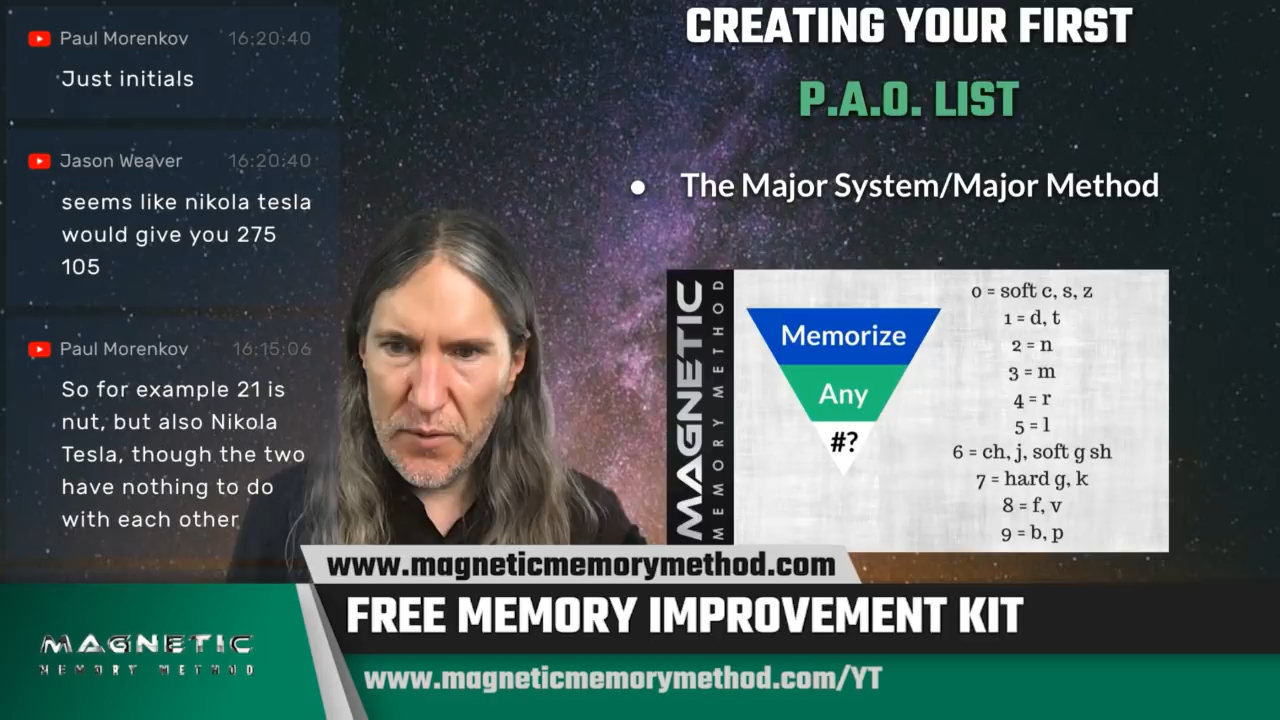 Paul Morenkov 16:20:40
Just initials
Jason Weaver 16:20:40
seems like nikola tesla
would give you 275
105
Paul Morenkov 16:15:06
So for example 21 is
nut, but also Nikola
Tesla, though the two
have nothing to do
with each other
CREATING YOUR FIRST
P.A.O. LIST
• The Major System/Major Method
MAGNETIC
MEMORY METHOD
Memorize
Any
#?
0 = soft c, s, z
1 = d, t
2 = n
3 = m
4 = r
5 = l
6 = ch, j, soft g sh
7 = hard g, k
8 = f, v
9 = b, p
www.magneticmemorymethod.com
FREE MEMORY IMPROVEMENT KIT
MAGNETIC
MEMORY METHOD
www.magneticmemorymethod.com/YT